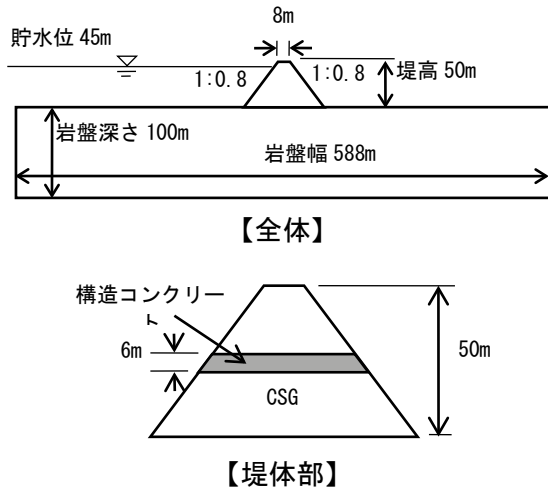 8m
貯水位 45m
1:0.8
1:0.8
堤高 50m
岩盤深さ 100m
岩盤幅 588m
【全体】
構造コンクリー
ト
6m
50m
CSG
【堤体部】